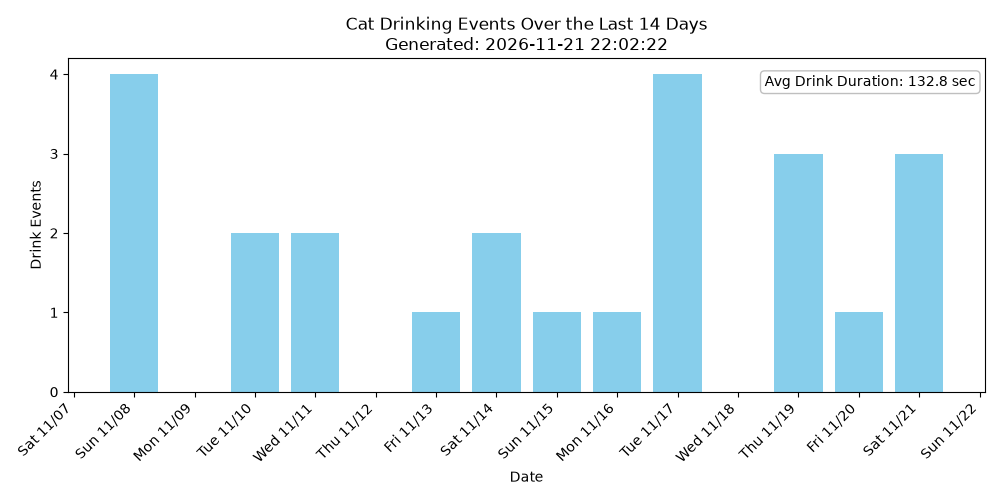 Cat Drinking Events Over the Last 14 Days
Generated: 2026-11-21 22:02:22
Avg Drink Duration: 132.8 sec
Drink Events
4
3
2
1
0
Sat 11/07
Sun 11/08
Mon 11/09
Tue 11/10
Wed 11/11
Thu 11/12
Fri 11/13
Sat 11/14
Sun 11/15
Mon 11/16
Tue 11/17
Wed 11/18
Thu 11/19
Fri 11/20
Sat 11/21
Sun 11/22
Date